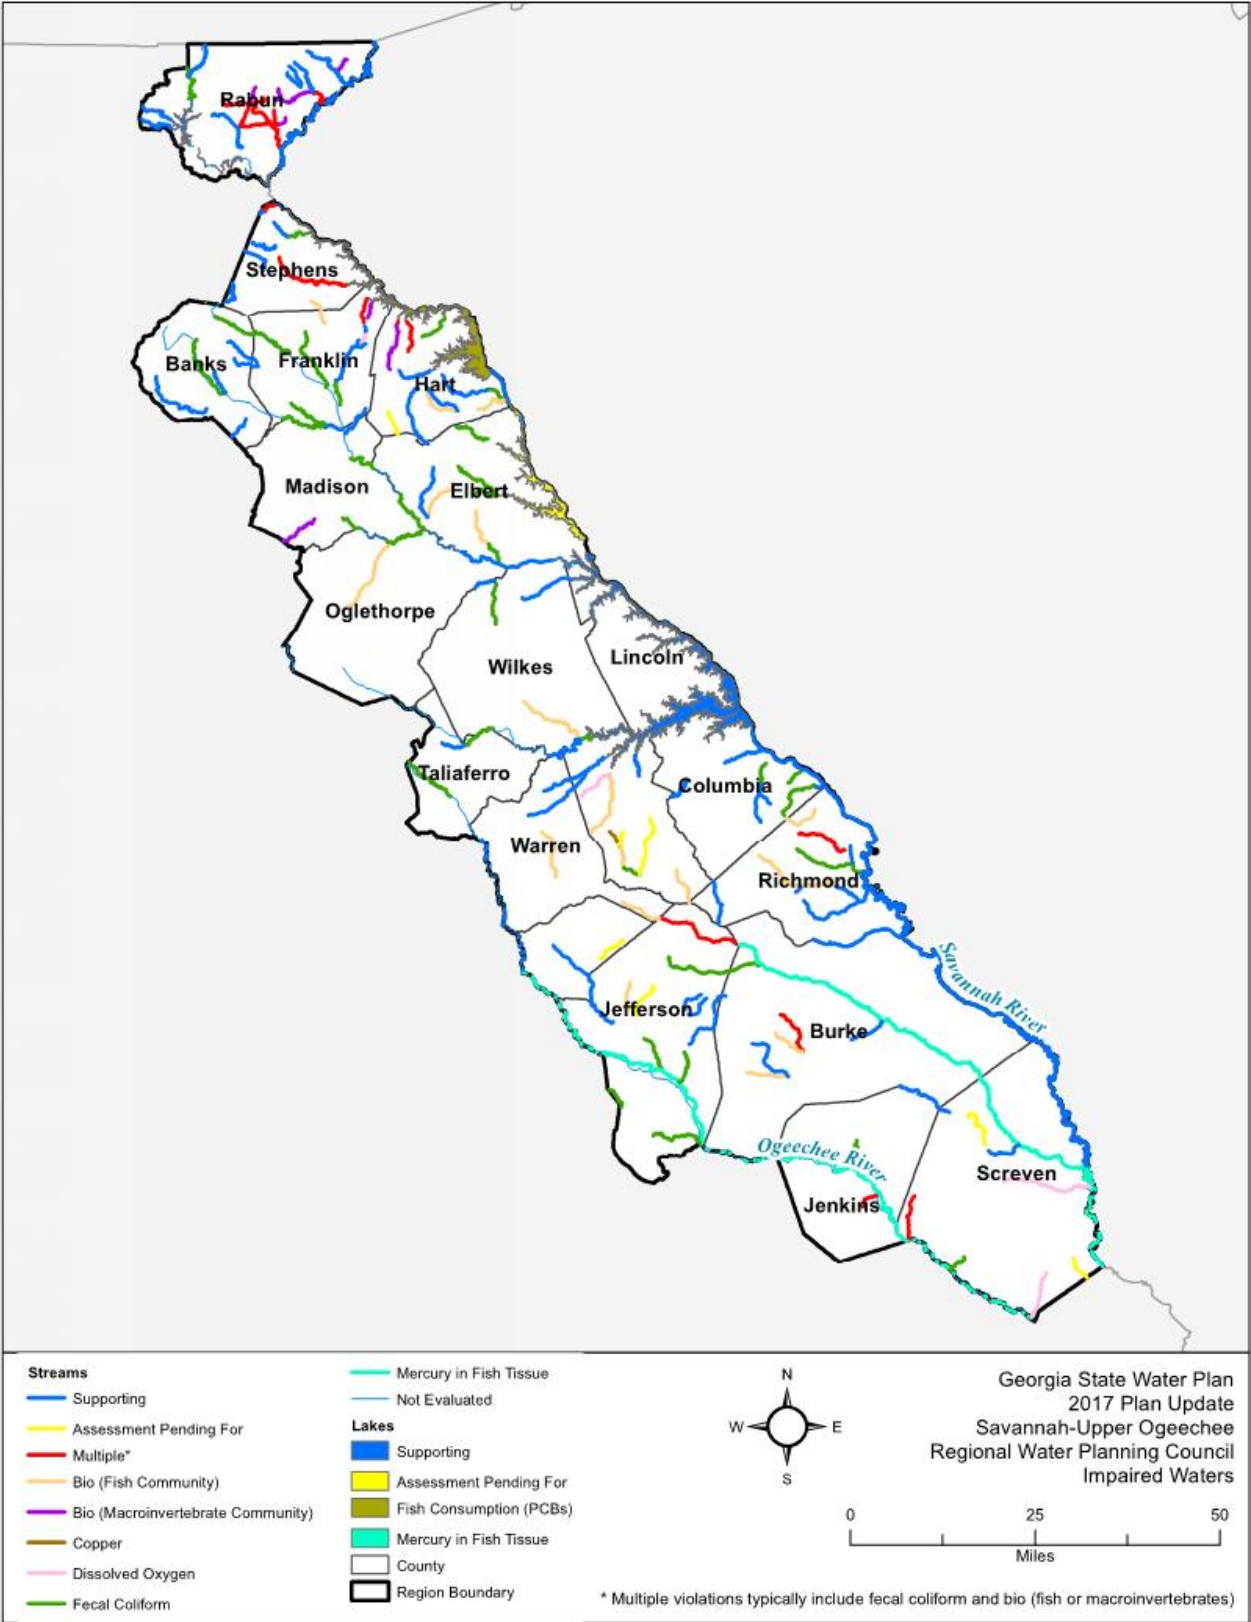 Rabun
Stephens
Banks
Franklin
Hart
Madison
Elbert
Oglethorpe
Wilkes
Lincoln
Taliaferro
Columbia
Warren
Richmond
Savannah River
Jefferson
Burke
Ogeechee River
Screven
Jenkins
Streams
Supporting
Assessment Pending For
Multiple*
Bio (Fish Community)
Bio (Macroinvertebrate Community)
Copper
Dissolved Oxygen
Fecal Coliform
Mercury in Fish Tissue
Not Evaluated
Lakes
Supporting
Assessment Pending For
Fish Consumption (PCBs)
Mercury in Fish Tissue
County
Region Boundary
N
W E
S
Georgia State Water Plan
2017 Plan Update
Savannah-Upper Ogeechee
Regional Water Planning Council
Impaired Waters
0 25 50
Miles
* Multiple violations typically include fecal coliform and bio (fish or macroinvertebrates)